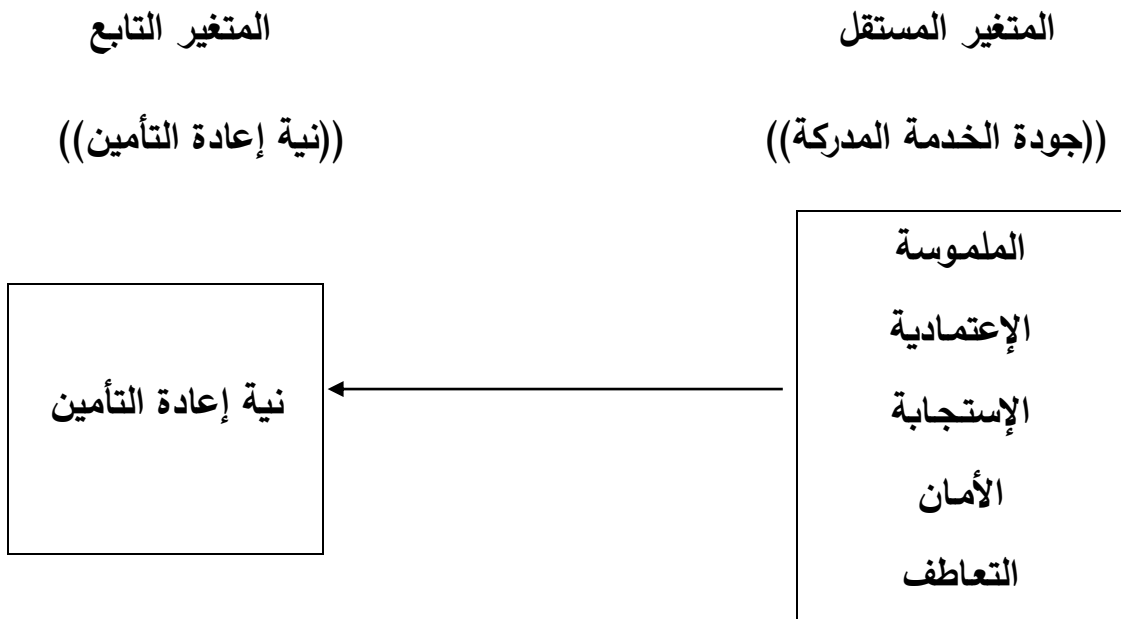 المتغير المستقل
المتغير التابع
((جودة الخدمة المدركة))
((نية إعادة التأمين))
الملموسة
الإعتمادية
الإستجابة
الأمان
التعاطف
نية إعادة التأمين